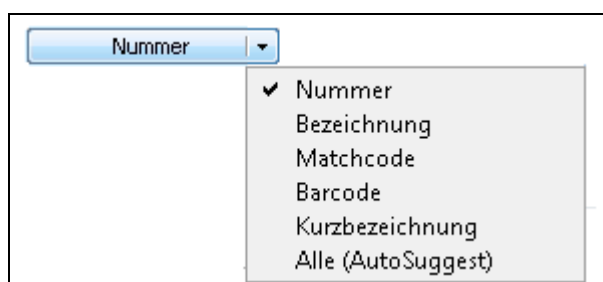 Nummer
Nummer
Bezeichnung
Matchcode
Barcode
Kurzbezeichnung
Alle (AutoSuggest)